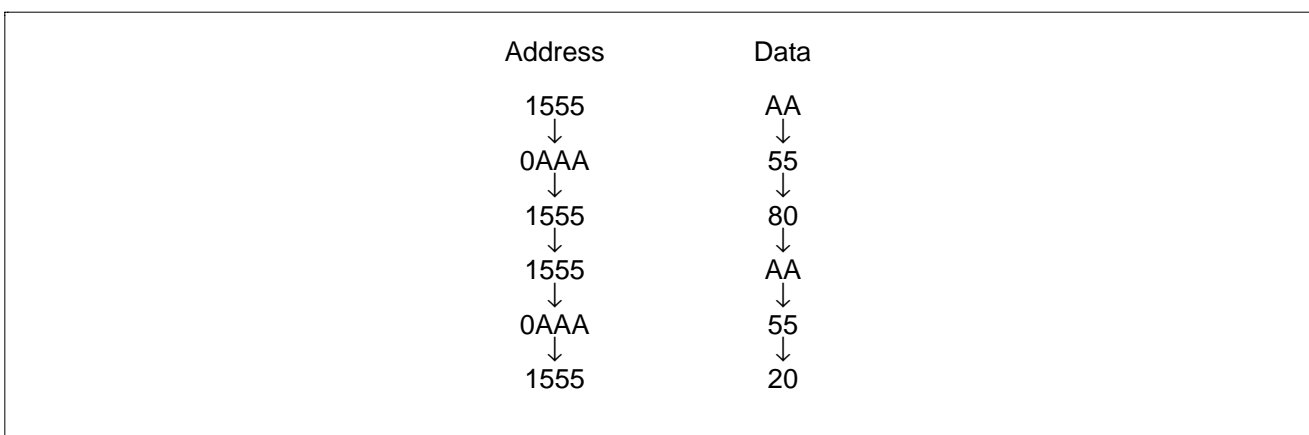 Address Data
1555 AA
↓ ↓
0AAA 55
↓ ↓
1555 80
↓ ↓
1555 AA
↓ ↓
0AAA 55
↓ ↓
1555 20